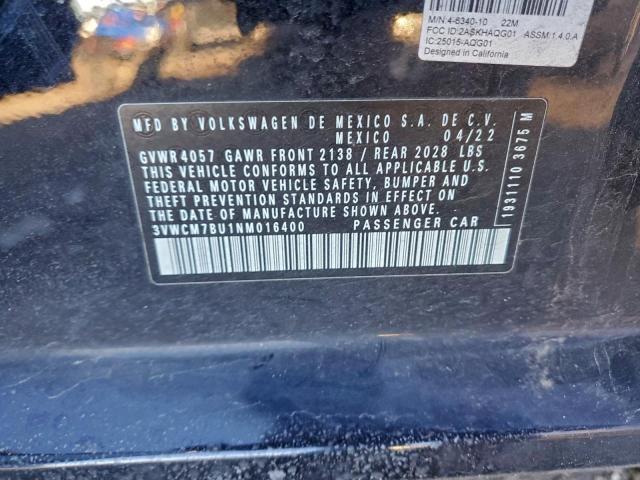 M/N:4-6340-10 22M
FCC ID:2ASKHAQG01 ASSM:1.4.0.A
IC:25015-AQG01
Designed in California
MFD BY VOLKSWAGEN DE MEXICO S.A. DE C.V.
MEXICO 04/22
GVWR4057 GAWR FRONT 2138 / REAR 2028 LBS
THIS VEHICLE CONFORMS TO ALL APPLICABLE U.S.
FEDERAL MOTOR VEHICLE SAFETY, BUMPER AND
THEFT PREVENTION STANDARDS IN EFFECT ON
THE DATE OF MANUFACTURE SHOWN ABOVE.
3VWCM7BU1NM016400 PASSENGER CAR
1931110 3675 M